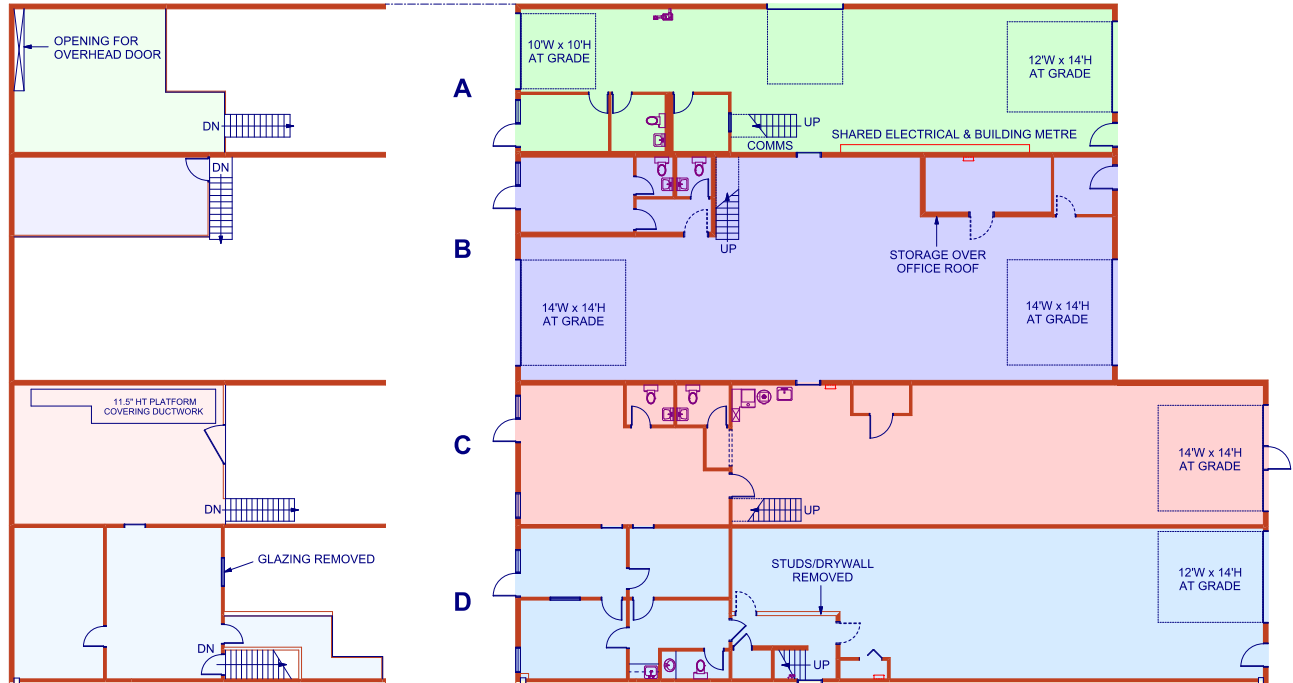 OPENING FOR
OVERHEAD DOOR
DN
A
10'W x 10'H
AT GRADE
12'W x 14'H
AT GRADE
UP
COMMS
SHARED ELECTRICAL & BUILDING METRE
DN
B
UP
STORAGE OVER
OFFICE ROOF
14'W x 14'H
AT GRADE
14'W x 14'H
AT GRADE
11.5" HT PLATFORM
COVERING DUCTWORK
DN
C
14'W x 14'H
AT GRADE
UP
GLAZING REMOVED
DN
D
STUDS/DRYWALL
REMOVED
12'W x 14'H
AT GRADE
UP